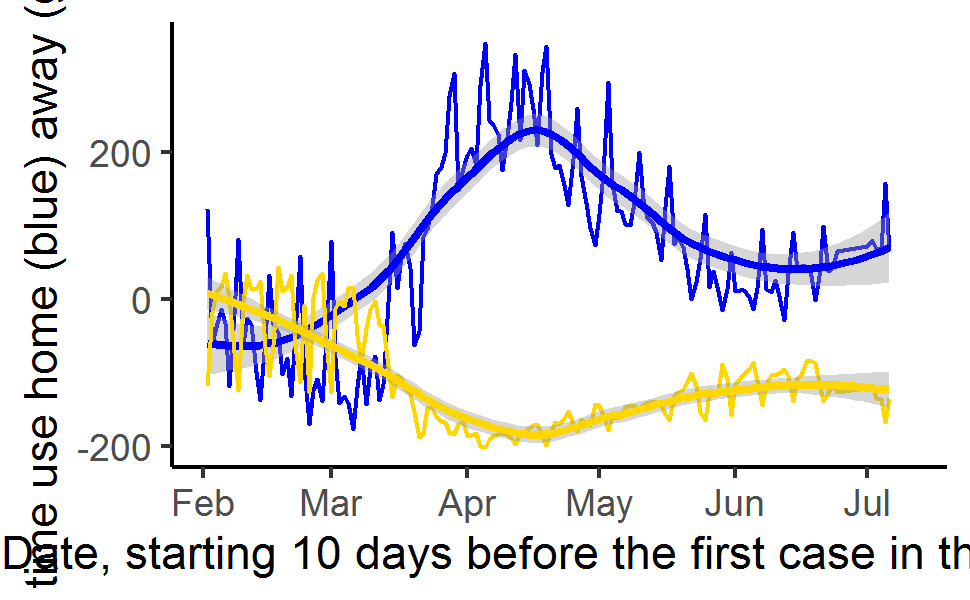 time use home (blue) away (
200
0
-200
Feb Mar Apr May Jun Jul
Date, starting 10 days before the first case in th